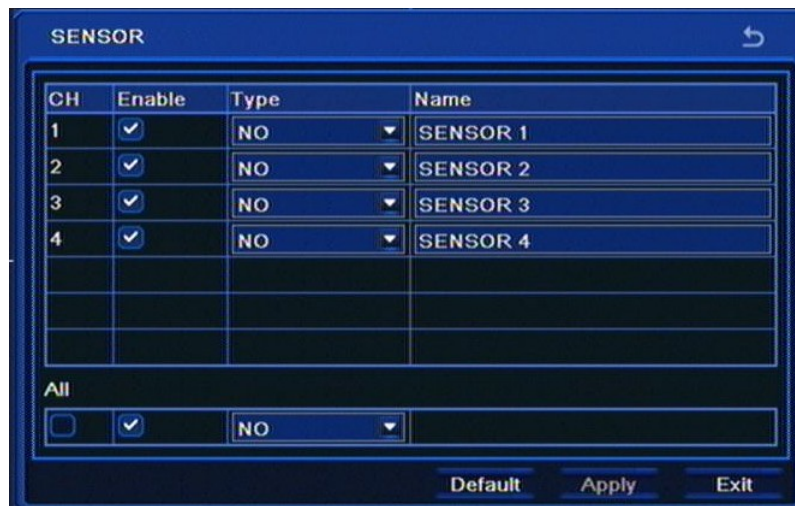 SENSOR
CH Enable Type Name
1 NO SENSOR 1
2 NO SENSOR 2
3 NO SENSOR 3
4 NO SENSOR 4
All
NO
Default Apply Exit